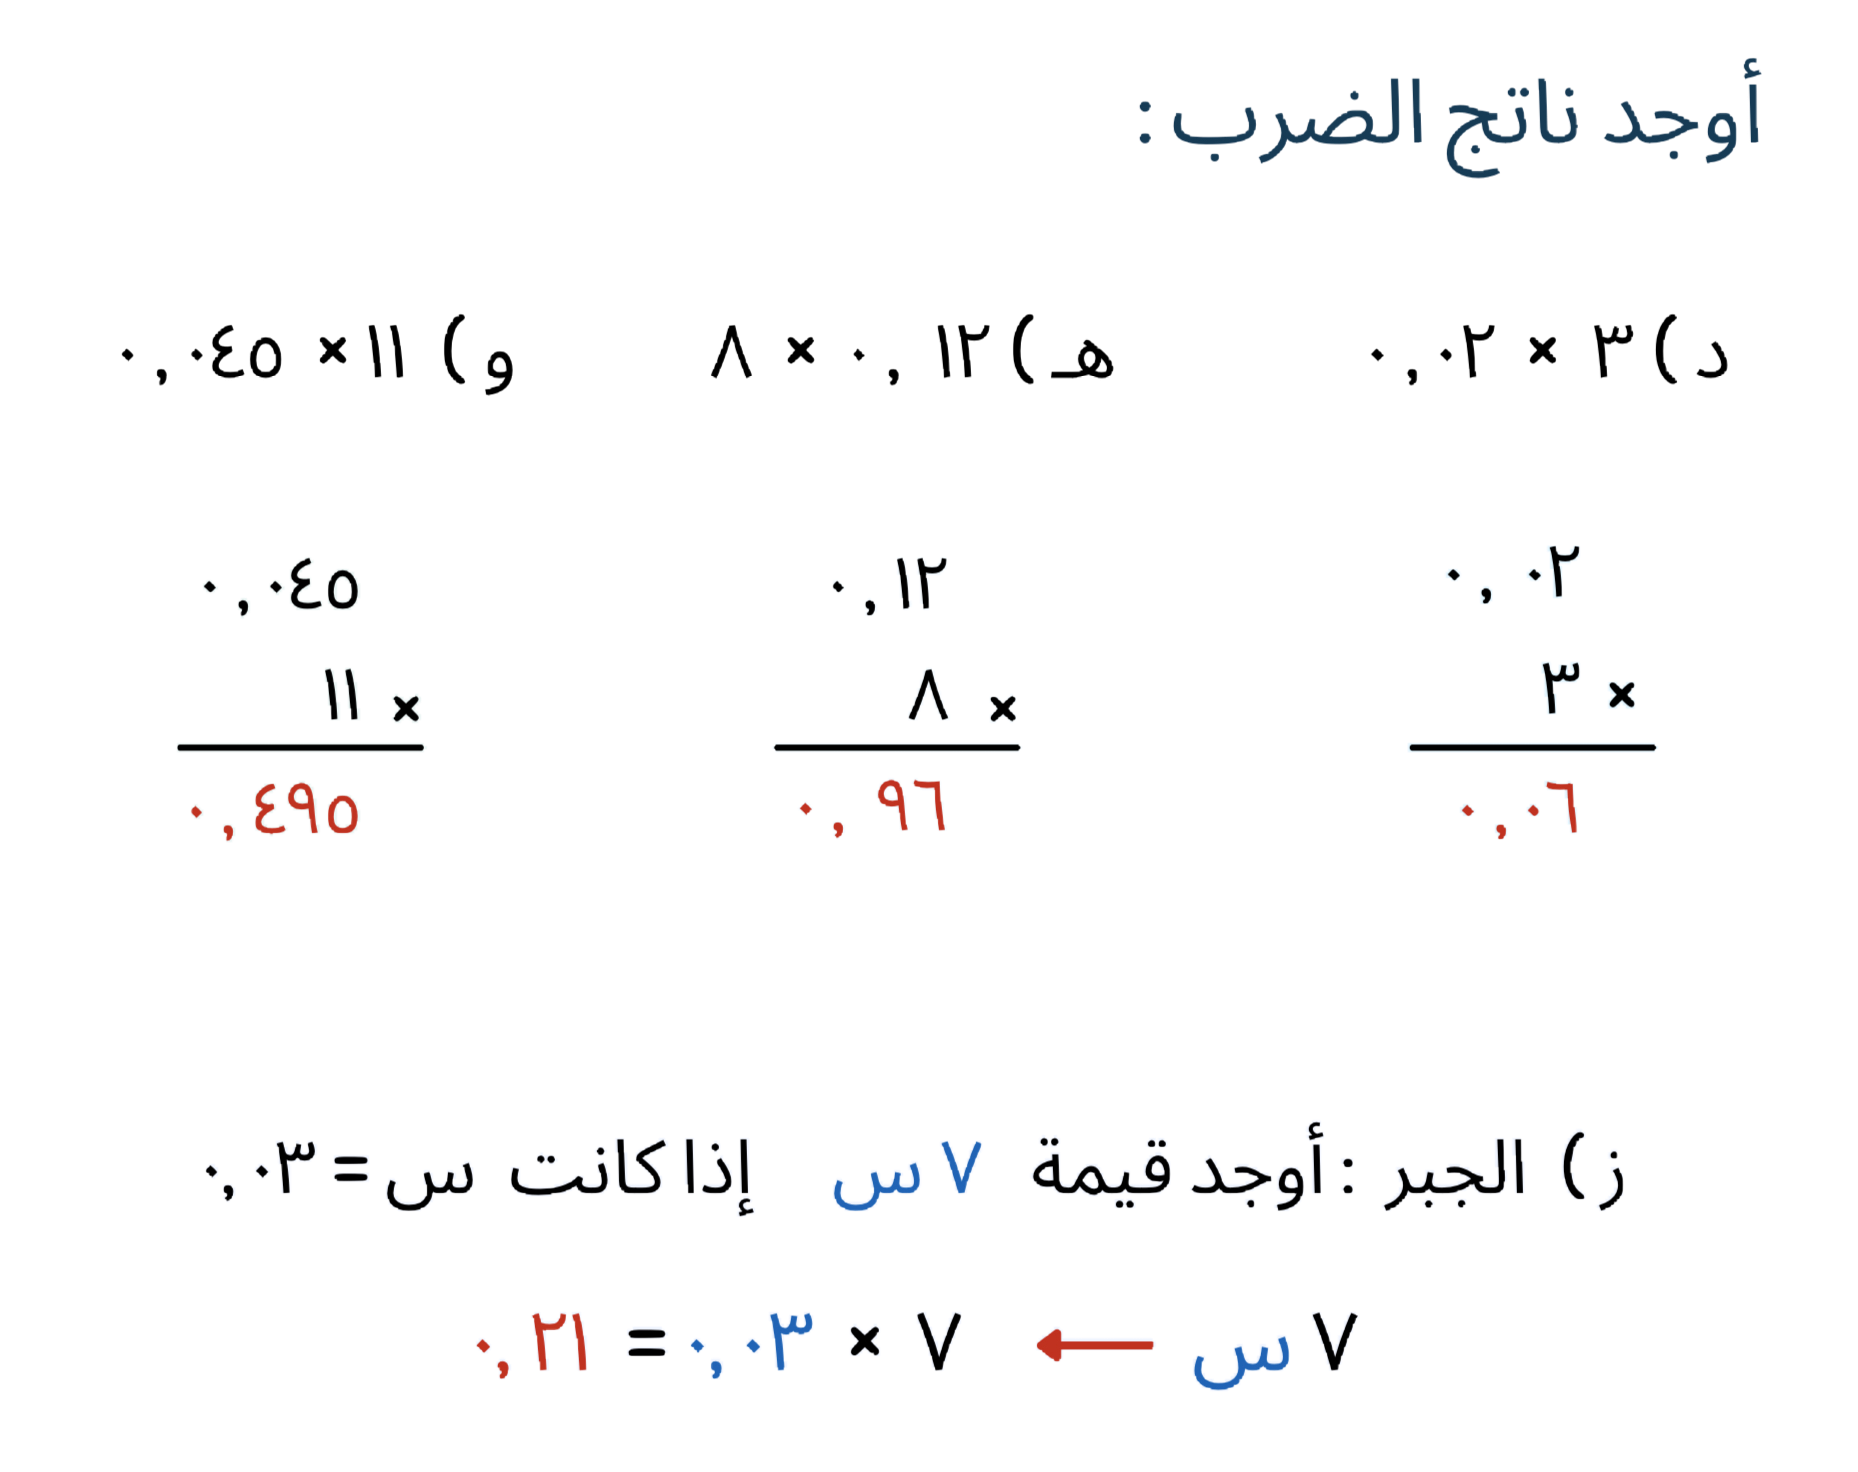 أوجد ناتج الضرب :
د ) ٣ × ٠,٠٢ هـ ) ٠,١٢ × ٨ و ) ١١ × ٠,٠٤٥
٠,٠٢
× ٣
٠,٠٦
٠,١٢
× ٨
٠,٩٦
٠,٠٤٥
× ١١
٠,٤٩٥
ز ) الجبر : أوجد قيمة ٧ س إذا كانت س = ٠,٠٣
٧ س ← ٧ × ٠,٠٣ = ٠,٢١